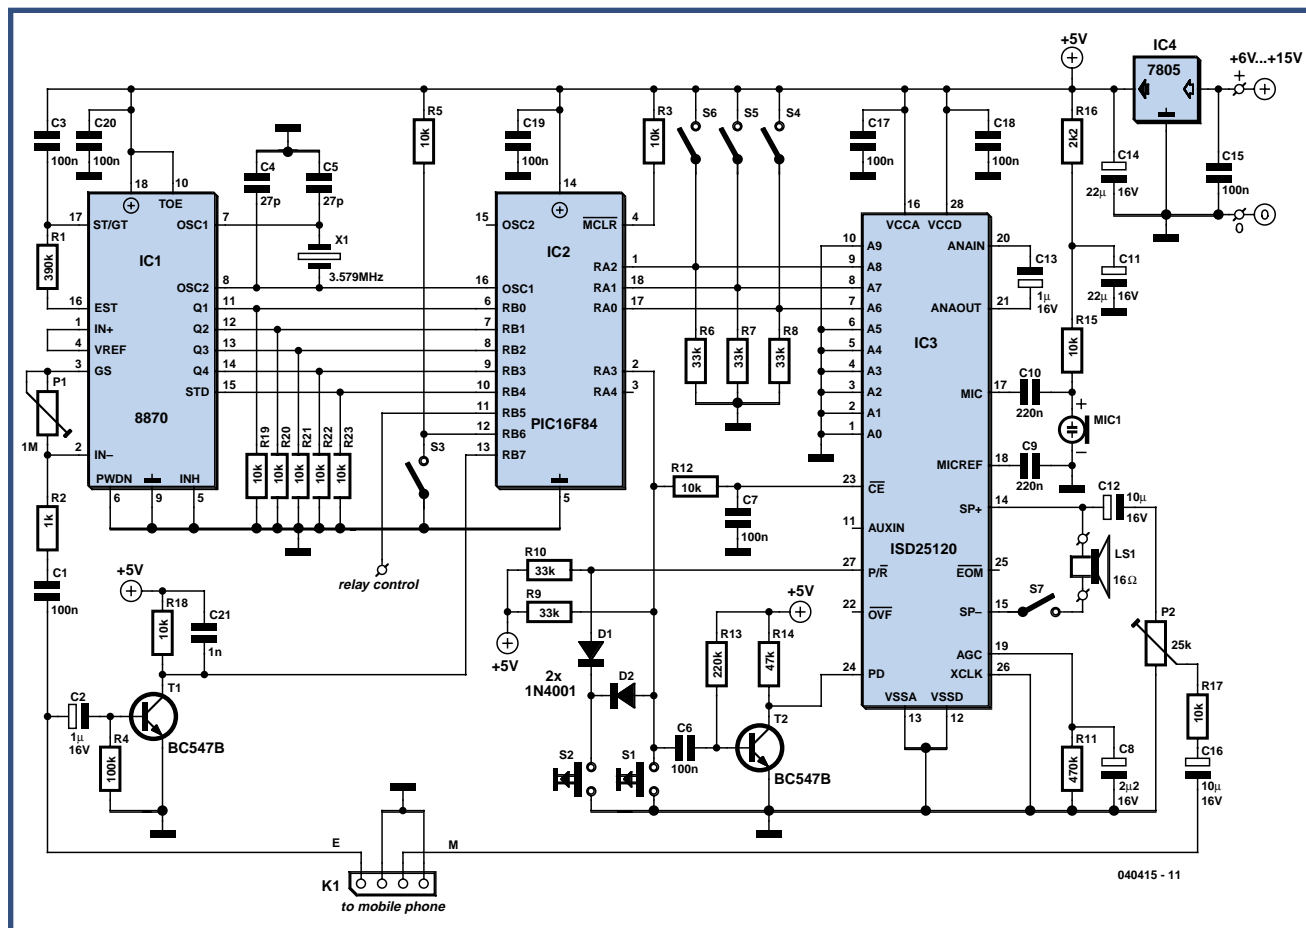 +5V
IC4
7805
+6V...+15V
+
C3
100n
C20
100n
R5
10k
C19
100n
R3
10k
S6
S5
S4
C17
100n
C18
100n
R16
2k2
C14
22µ
16V
C15
100n
0
0
C4
27p
C5
27p
18
10
TOE
17
ST/GT
OSC1
7
R1
390k
IC1
X1
3.579MHz
OSC2
8
16
EST
Q1
11
1
IN+
Q2
12
4
VREF
Q3
13
3
GS
Q4
14
STD
15
P1
1M
8870
2
IN–
PWDN
INH
6
9
5
R19
10k
R20
10k
R21
10k
R22
10k
R23
10k
S3
14
15
OSC2
MCLR
4
IC2
RA2
1
16
OSC1
RA1
18
6
RB0
RA0
17
7
RB1
8
RB2
9
RB3
RA3
2
10
RB4
RA4
3
11
RB5
PIC16F84
12
RB6
13
RB7
5
R6
33k
R7
33k
R8
33k
16
28
VCCA
VCCD
10
A9
ANAIN
20
9
A8
8
A7
7
A6
ANAOUT
21
6
A5
5
A4
IC3
4
A3
3
A2
MIC
17
2
A1
1
A0
MICREF
18
23
CE
SP+
14
11
AUXIN
ISD25120
27
P/R
EOM
25
22
OVF
SP–
15
AGC
19
24
PD
XCLK
26
VSSA
VSSD
13
12
C13
1µ
16V
C11
22µ
16V
R15
10k
C10
220n
+
MIC1
–
C9
220n
C12
10µ
16V
LS1
16Ω
S7
P2
25k
R12
10k
C7
100n
R2
1k
C1
100n
+5V
R18
10k
C21
1n
relay control
R10
33k
R9
33k
+5V
D1
2x
1N4001
D2
+5V
R13
220k
R14
47k
T2
BC547B
C6
100n
S2
S1
C2
1µ
16V
T1
BC547B
R4
100k
R11
470k
C8
2µ2
16V
R17
10k
C16
10µ
16V
E
M
K1
to mobile phone
040415 - 11